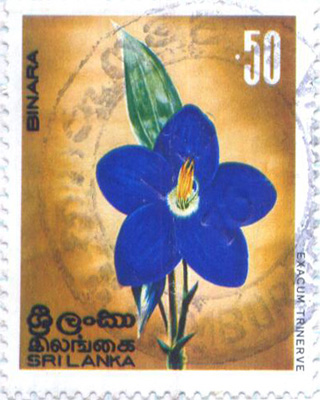 BINARA
.50
EXACUM-TRINERVE
ශ්‍රී ලංකා
இலங்கை
SRI LANKA